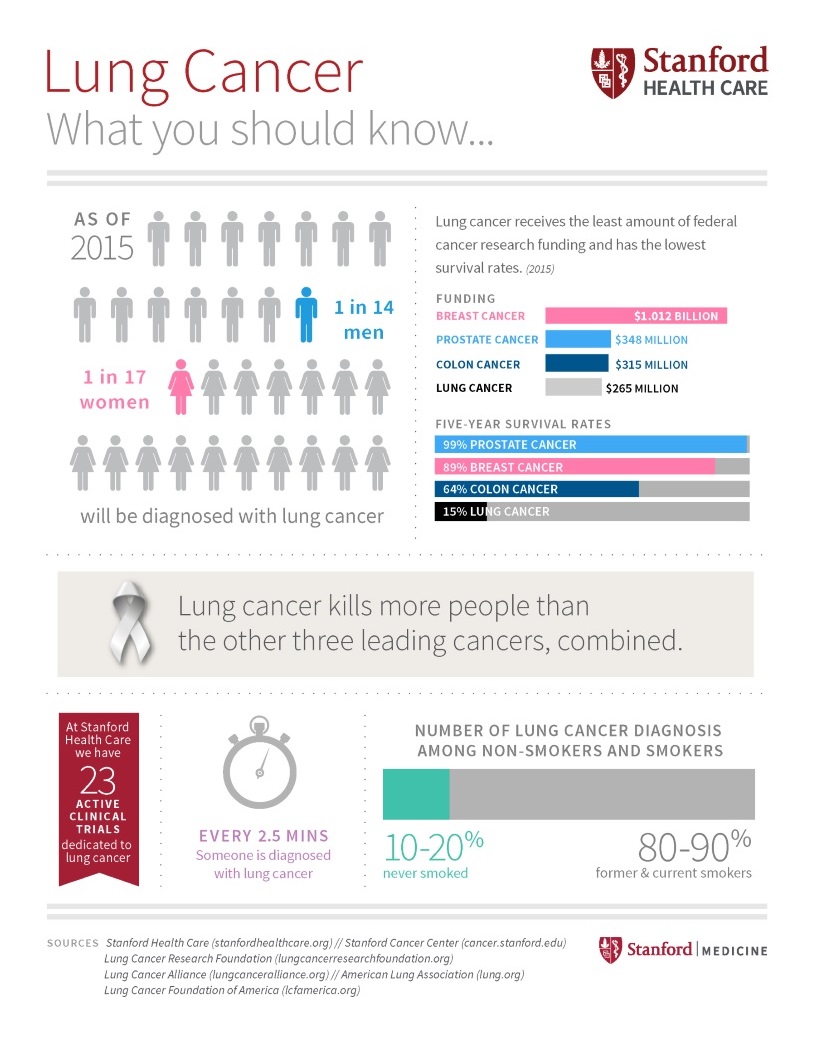 Lung Cancer
What you should know...
Stanford
HEALTH CARE
AS OF
2015
1 in 14
men
1 in 17
women
will be diagnosed with lung cancer
Lung cancer receives the least amount of federal
cancer research funding and has the lowest
survival rates. (2015)
FUNDING
BREAST CANCER $1.012 BILLION
PROSTATE CANCER $348 MILLION
COLON CANCER $315 MILLION
LUNG CANCER $265 MILLION
FIVE-YEAR SURVIVAL RATES
99% PROSTATE CANCER
89% BREAST CANCER
64% COLON CANCER
15% LUNG CANCER
Lung cancer kills more people than
the other three leading cancers, combined.
At Stanford
Health Care
we have
23
ACTIVE
CLINICAL
TRIALS
dedicated to
lung cancer
EVERY 2.5 MINS
Someone is diagnosed
with lung cancer
NUMBER OF LUNG CANCER DIAGNOSIS
AMONG NON-SMOKERS AND SMOKERS
10-20%
never smoked
80-90%
former & current smokers
SOURCES Stanford Health Care (stanfordhealthcare.org) // Stanford Cancer Center (cancer.stanford.edu)
Lung Cancer Research Foundation (lungcancerresearchfoundation.org)
Lung Cancer Alliance (lungcanceralliance.org) // American Lung Association (lung.org)
Lung Cancer Foundation of America (lcfamerica.org)
Stanford | MEDICINE